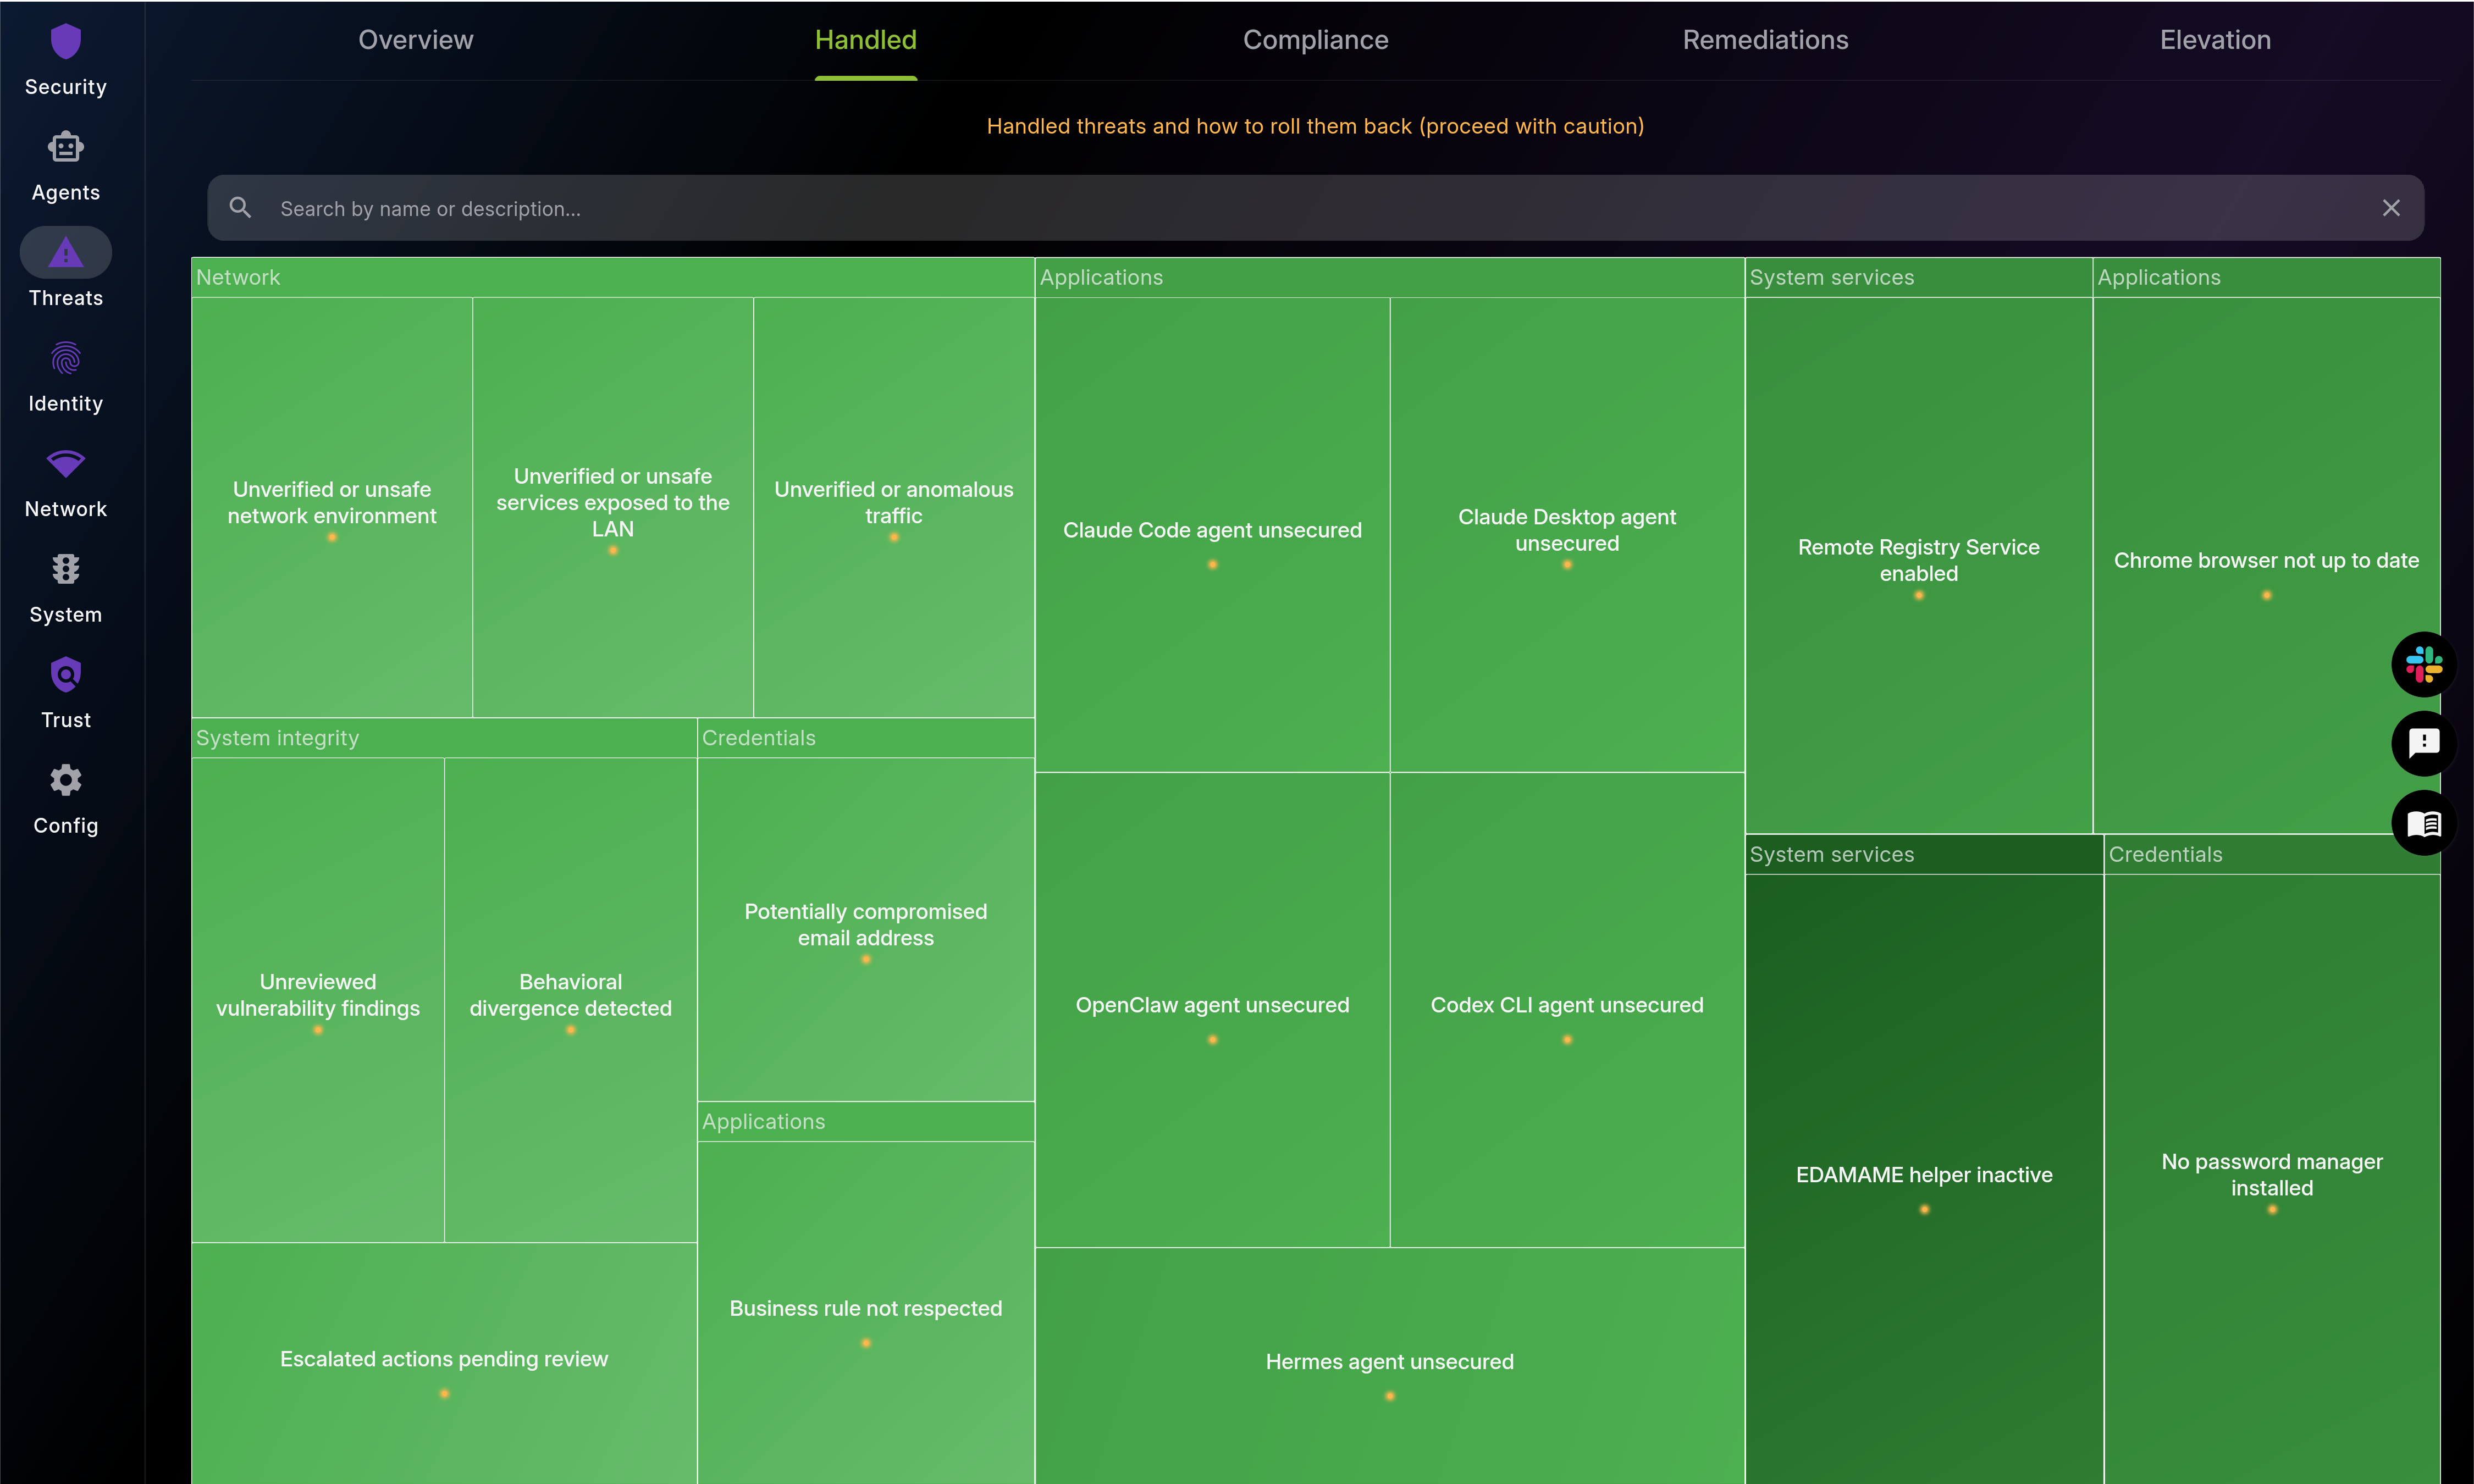 Security
Agents
Threats
Identity
Network
System
Trust
Config
Overview
Handled
Compliance
Remediations
Elevation
Handled threats and how to roll them back (proceed with caution)
Search by name or description...
Network
Unverified or unsafe
network environment
Unverified or unsafe
services exposed to the
LAN
Unverified or anomalous
traffic
System integrity
Unreviewed
vulnerability findings
Behavioral
divergence detected
Escalated actions pending review
Credentials
Potentially compromised
email address
Applications
Business rule not respected
Applications
Claude Code agent unsecured
Claude Desktop agent
unsecured
OpenClaw agent unsecured
Codex CLI agent unsecured
Hermes agent unsecured
System services
Remote Registry Service
enabled
Applications
Chrome browser not up to date
System services
EDAMAME helper inactive
Credentials
No password manager
installed